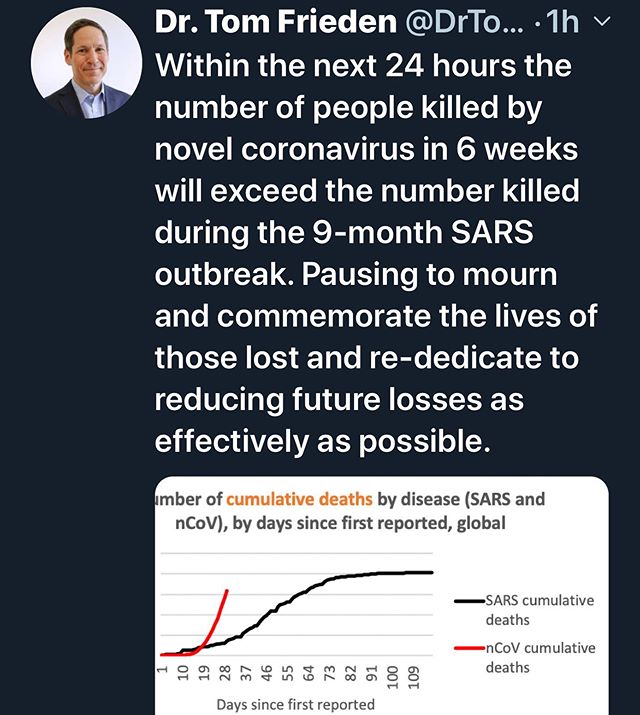 Dr. Tom Frieden @DrTo... · 1h
Within the next 24 hours the
number of people killed by
novel coronavirus in 6 weeks
will exceed the number killed
during the 9-month SARS
outbreak. Pausing to mourn
and commemorate the lives of
those lost and re-dedicate to
reducing future losses as
effectively as possible.
umber of cumulative deaths by disease (SARS and
nCoV), by days since first reported, global
SARS cumulative
deaths
nCoV cumulative
deaths
1 10 19 28 37 46 55 64 73 82 91 100 109
Days since first reported